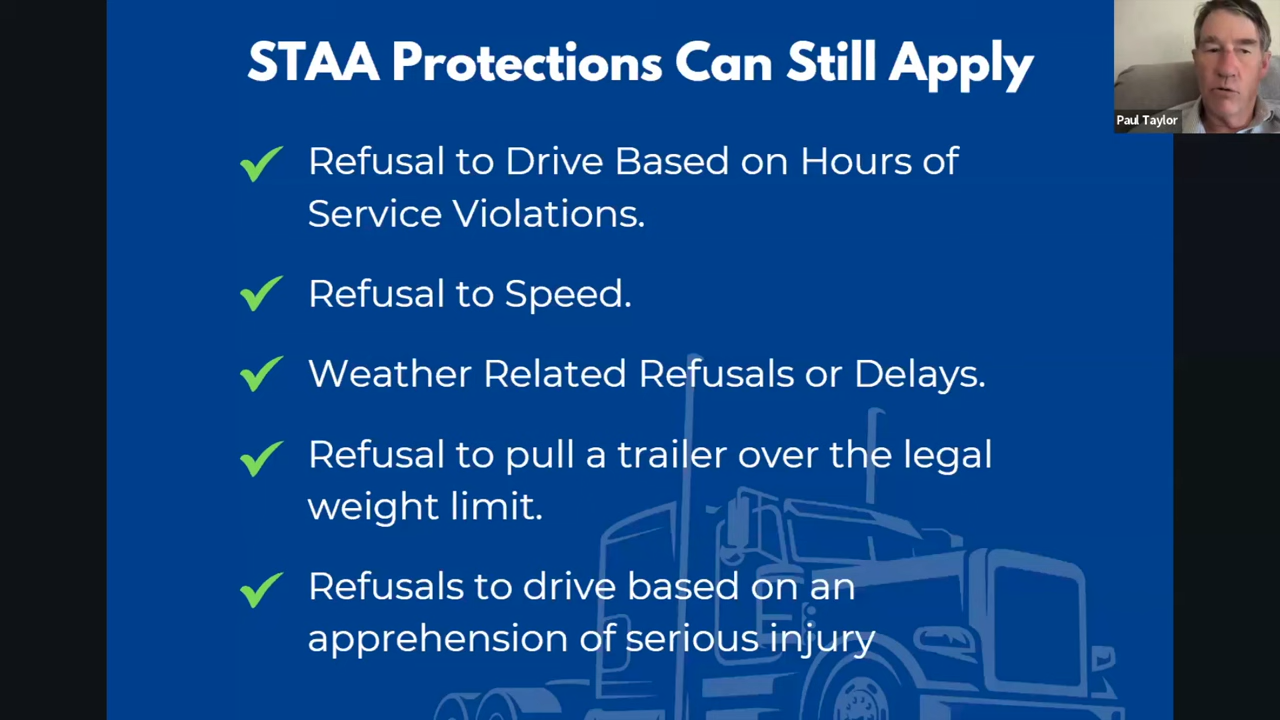 STAA Protections Can Still Apply
Paul Taylor
Refusal to Drive Based on Hours of
Service Violations.
Refusal to Speed.
Weather Related Refusals or Delays.
Refusal to pull a trailer over the legal
weight limit.
Refusals to drive based on an
apprehension of serious injury